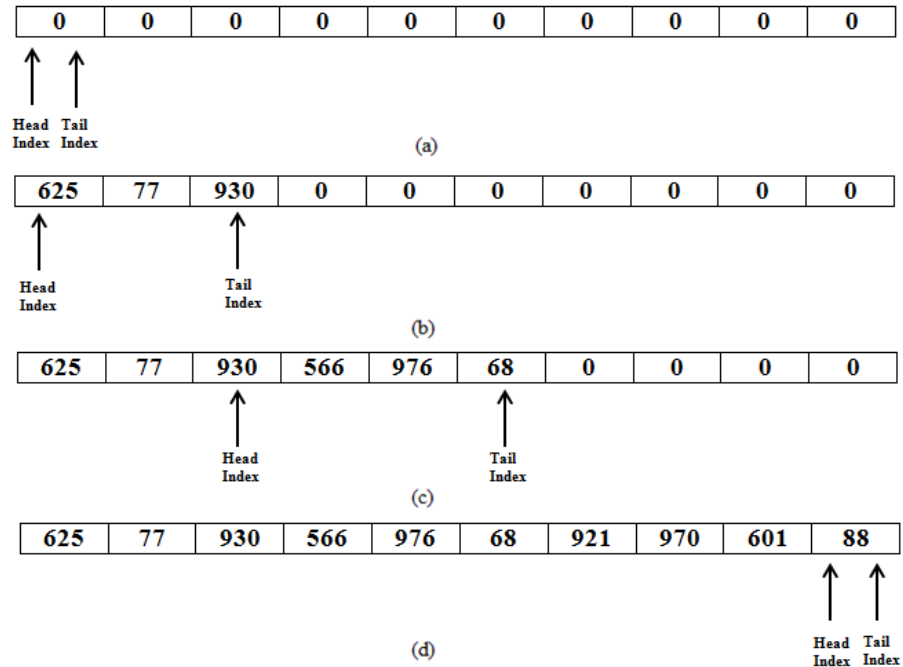 0 0 0 0 0 0 0 0 0 0
Head Tail
Index Index
(a)
625 77 930 0 0 0 0 0 0 0
Head Tail
Index Index
(b)
625 77 930 566 976 68 0 0 0 0
Head Tail
Index Index
(c)
625 77 930 566 976 68 921 970 601 88
Head Tail
Index Index
(d)